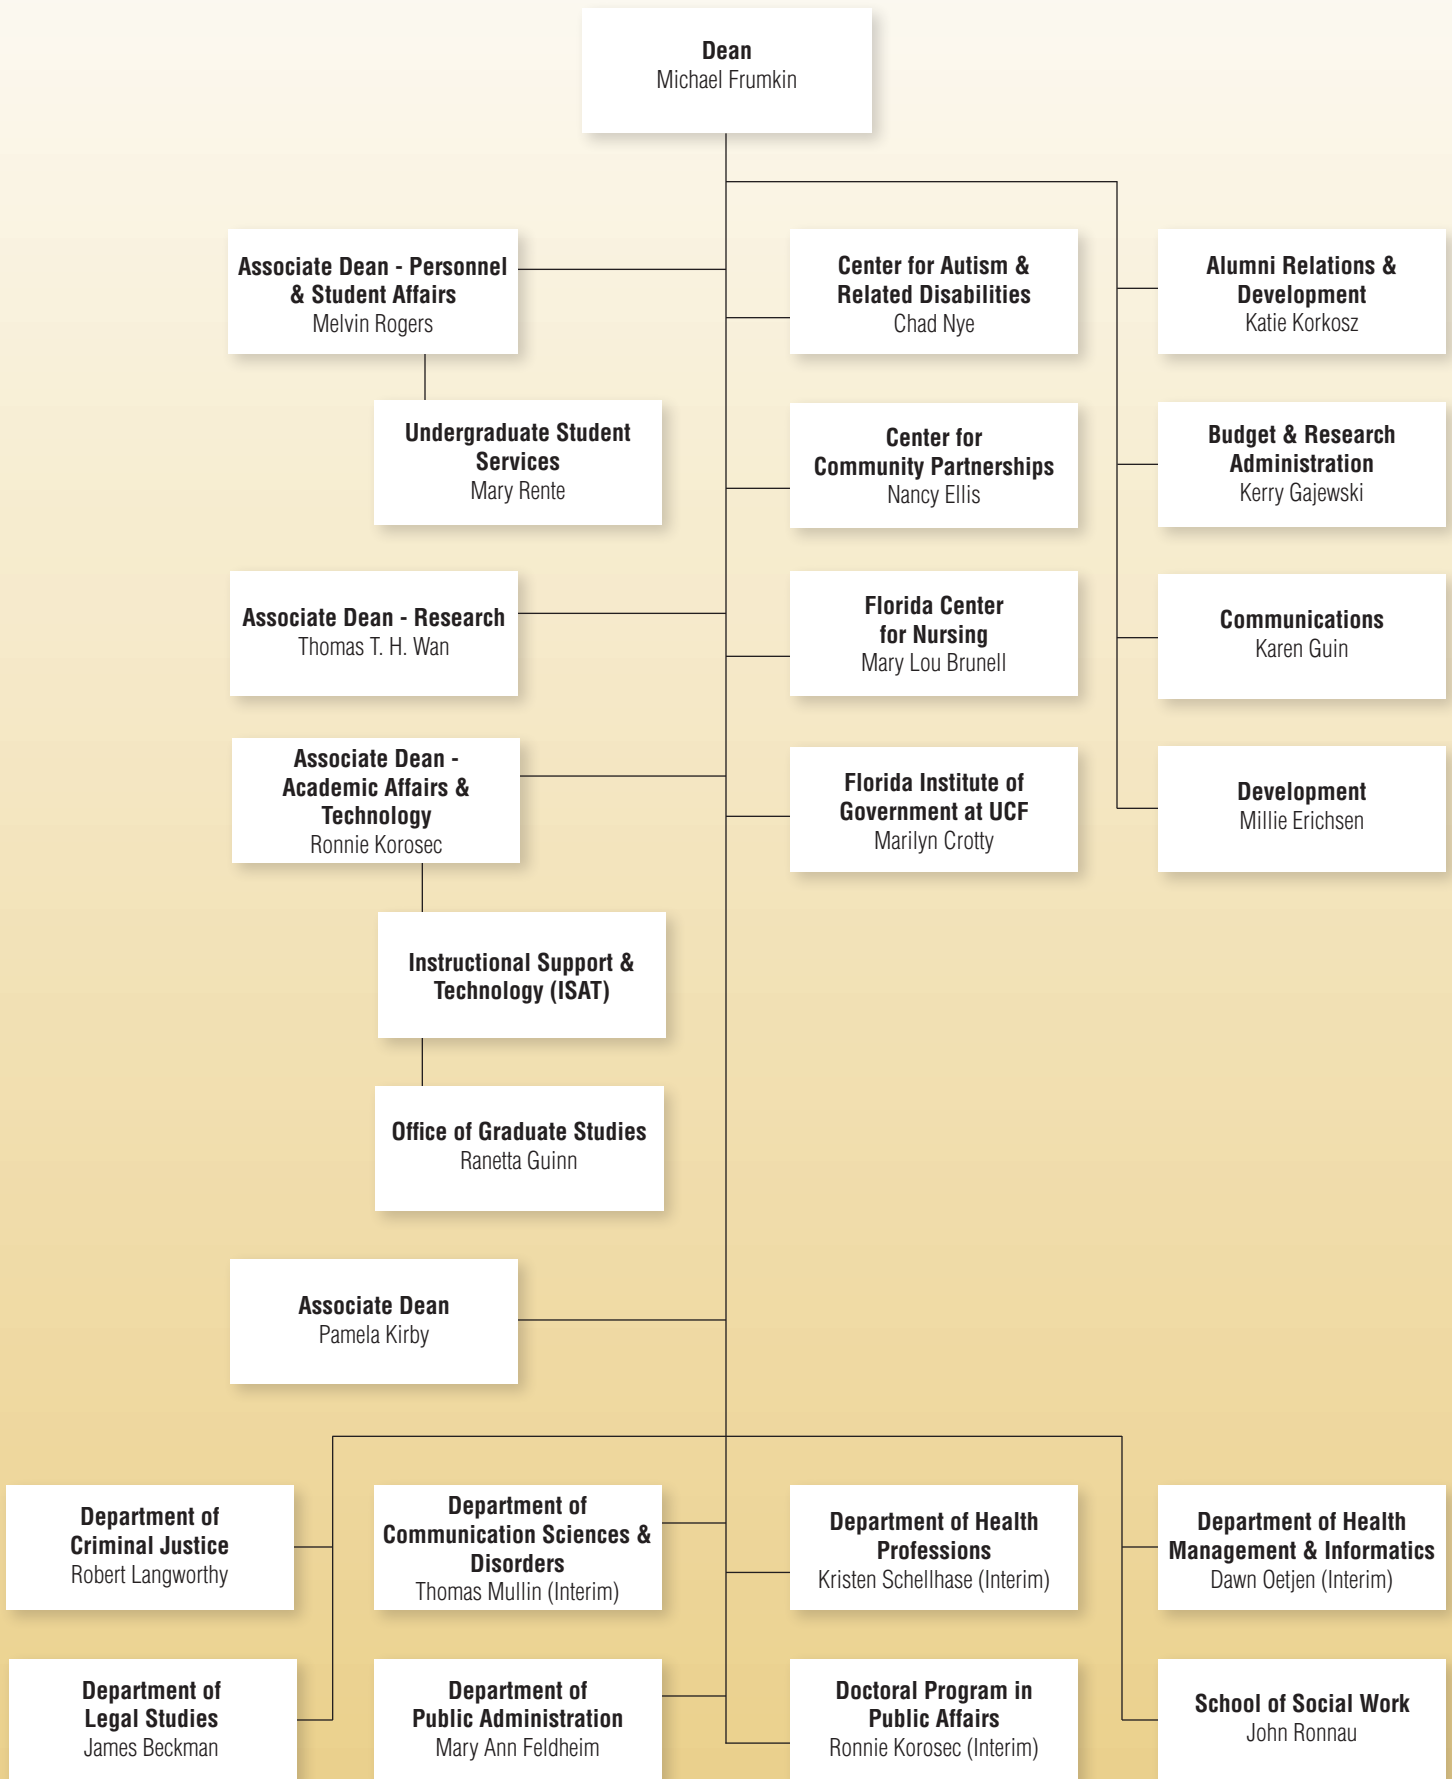 Dean
Michael Frumkin
Associate Dean - Personnel
& Student Affairs
Melvin Rogers
Center for Autism &
Related Disabilities
Chad Nye
Alumni Relations &
Development
Katie Korkosz
Undergraduate Student
Services
Mary Rente
Center for
Community Partnerships
Nancy Ellis
Budget & Research
Administration
Kerry Gajewski
Associate Dean - Research
Thomas T. H. Wan
Florida Center
for Nursing
Mary Lou Brunell
Communications
Karen Guin
Associate Dean -
Academic Affairs &
Technology
Ronnie Korosec
Florida Institute of
Government at UCF
Marilyn Crotty
Development
Millie Erichsen
Instructional Support &
Technology (ISAT)
Office of Graduate Studies
Ranetta Guinn
Associate Dean
Pamela Kirby
Department of
Criminal Justice
Robert Langworthy
Department of
Communication Sciences &
Disorders
Thomas Mullin (Interim)
Department of Health
Professions
Kristen Schellhase (Interim)
Department of Health
Management & Informatics
Dawn Oetjen (Interim)
Department of
Legal Studies
James Beckman
Department of
Public Administration
Mary Ann Feldheim
Doctoral Program in
Public Affairs
Ronnie Korosec (Interim)
School of Social Work
John Ronnau